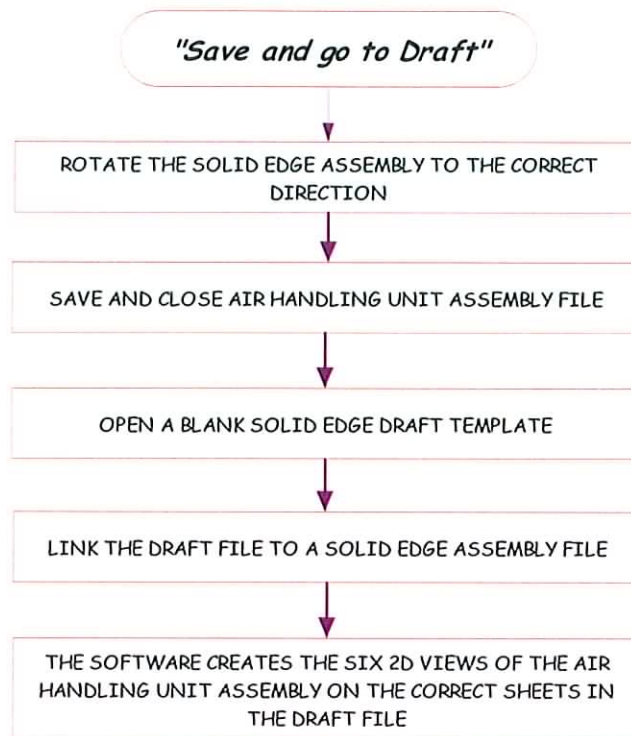 "Save and go to Draft"
ROTATE THE SOLID EDGE ASSEMBLY TO THE CORRECT
DIRECTION
SAVE AND CLOSE AIR HANDLING UNIT ASSEMBLY FILE
OPEN A BLANK SOLID EDGE DRAFT TEMPLATE
LINK THE DRAFT FILE TO A SOLID EDGE ASSEMBLY FILE
THE SOFTWARE CREATES THE SIX 2D VIEWS OF THE AIR
HANDLING UNIT ASSEMBLY ON THE CORRECT SHEETS IN
THE DRAFT FILE